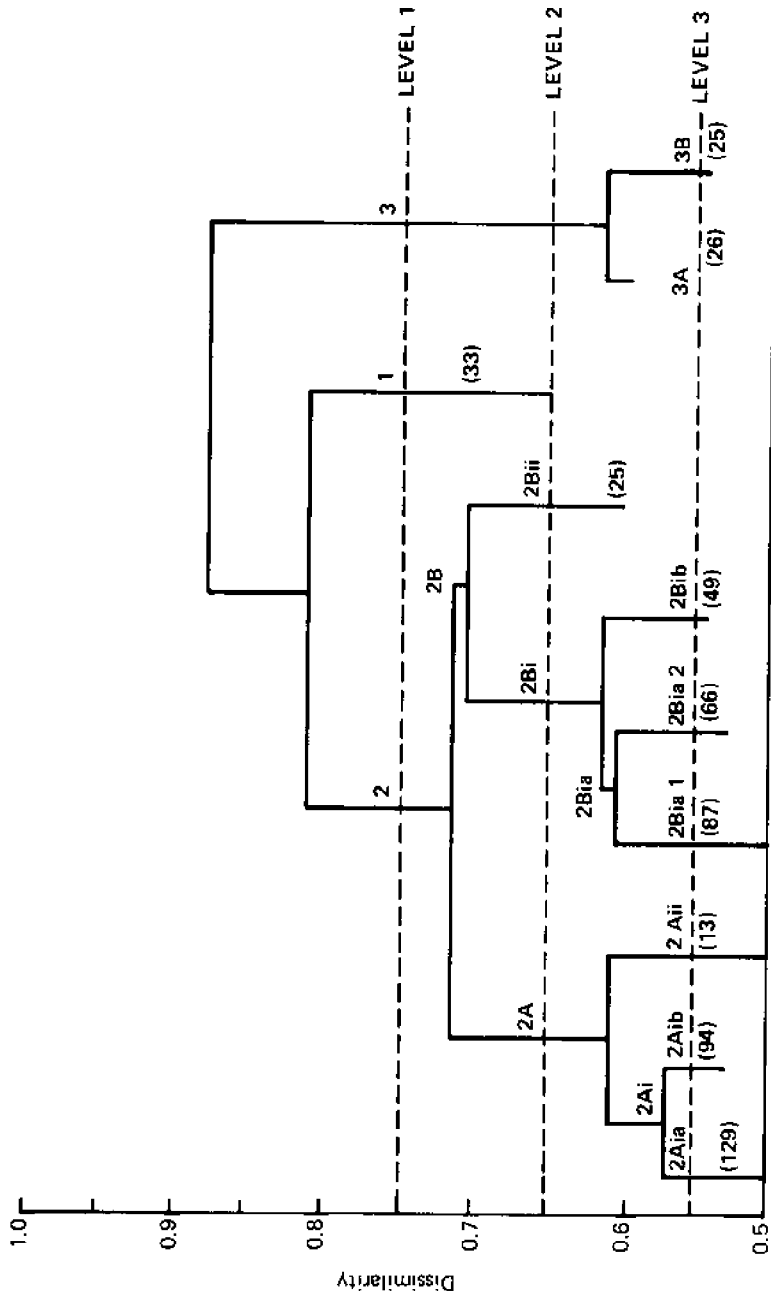 Dissimilarity
1.0
0.9
0.8
0.7
0.6
0.5
LEVEL 1
LEVEL 2
LEVEL 3
3
1
(33)
2
2B
2Bii
(25)
2A
2Bi
2Bia
2Ai
2Aia
(129)
2Aib
(94)
2 Aii
(13)
2Bia 1
(87)
2Bia 2
(66)
2Bib
(49)
3A
(26)
3B
(25)